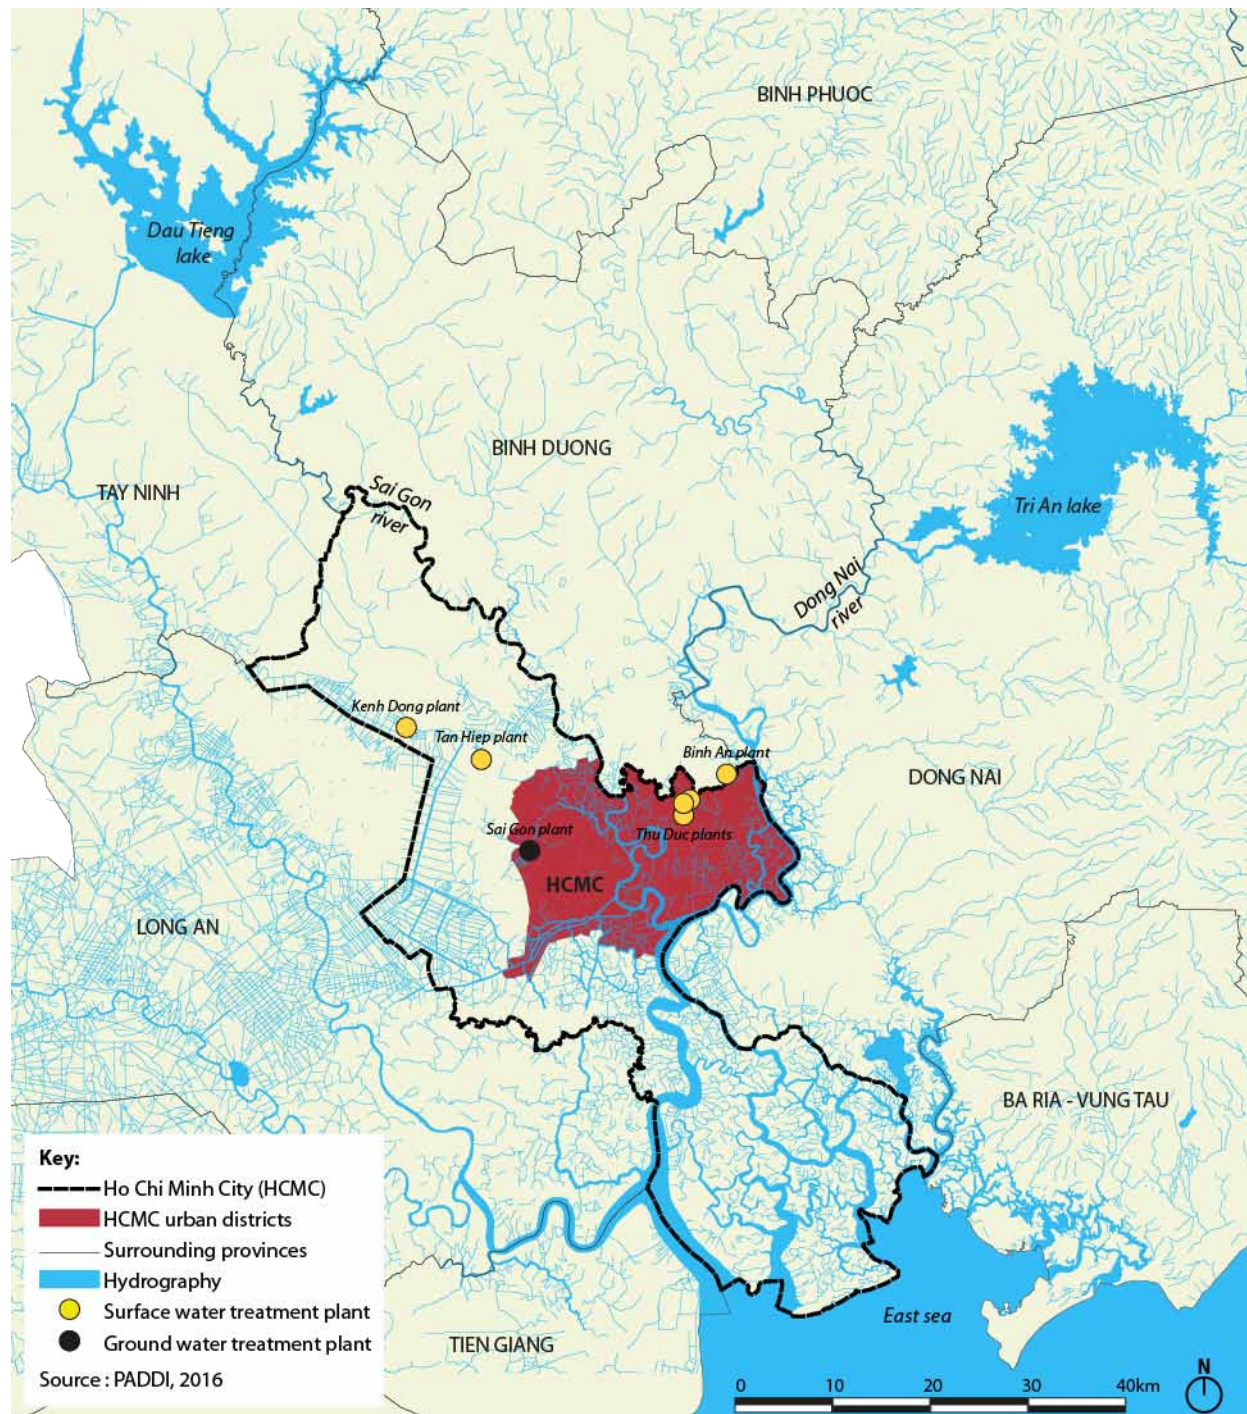 BINH PHUOC
Dau Tieng
lake
BINH DUONG
TAY NINH
Sai Gon
river
Tri An lake
Dong Nai
river
Kenh Dong plant
Tan Hiep plant
Binh An plant
DONG NAI
Sai Gon plant
Thu Duc plants
HCMC
LONG AN
BA RIA - VUNG TAU
Key:
Ho Chi Minh City (HCMC)
HCMC urban districts
Surrounding provinces
Hydrography
Surface water treatment plant
Ground water treatment plant
Source : PADDI, 2016
East sea
TIEN GIANG
N
0 10 20 30 40km